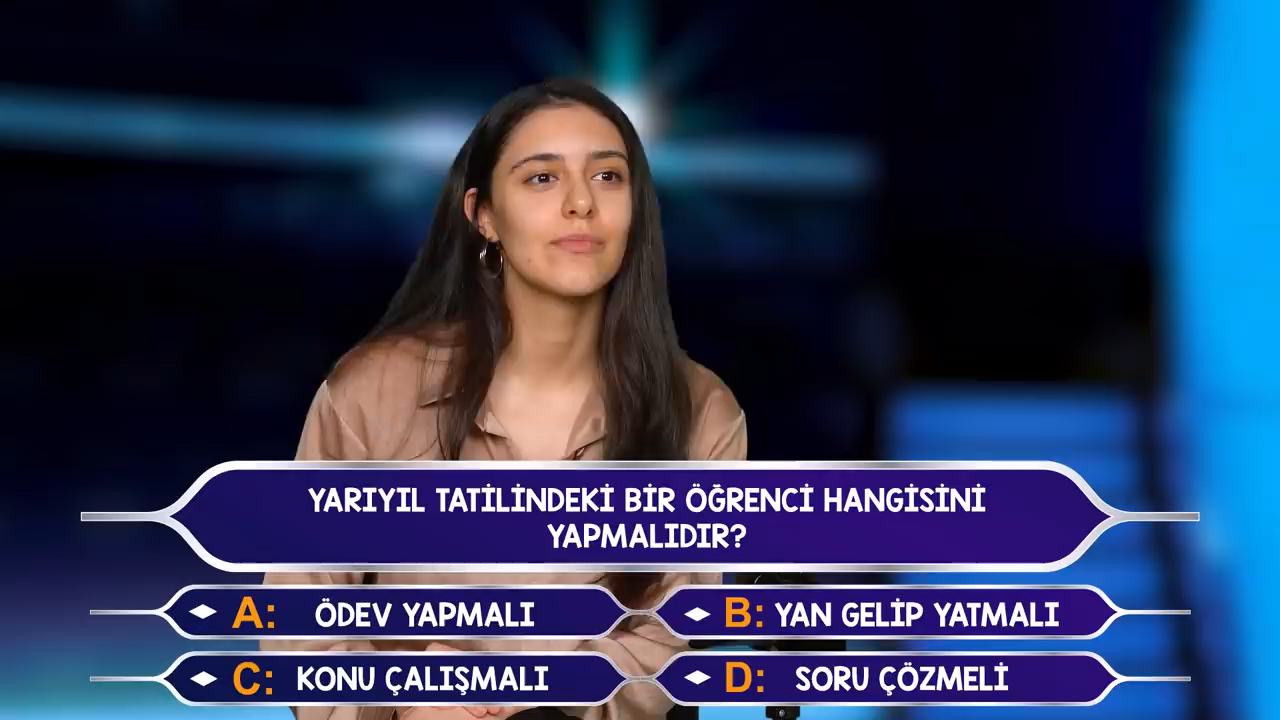 YARIYIL TATİLİNDEKİ BİR ÖĞRENCİ HANGİSİNİ
YAPMALIDIR?
A: ÖDEV YAPMALI
B: YAN GELİP YATMALI
C: KONU ÇALIŞMALI
D: SORU ÇÖZMELİ